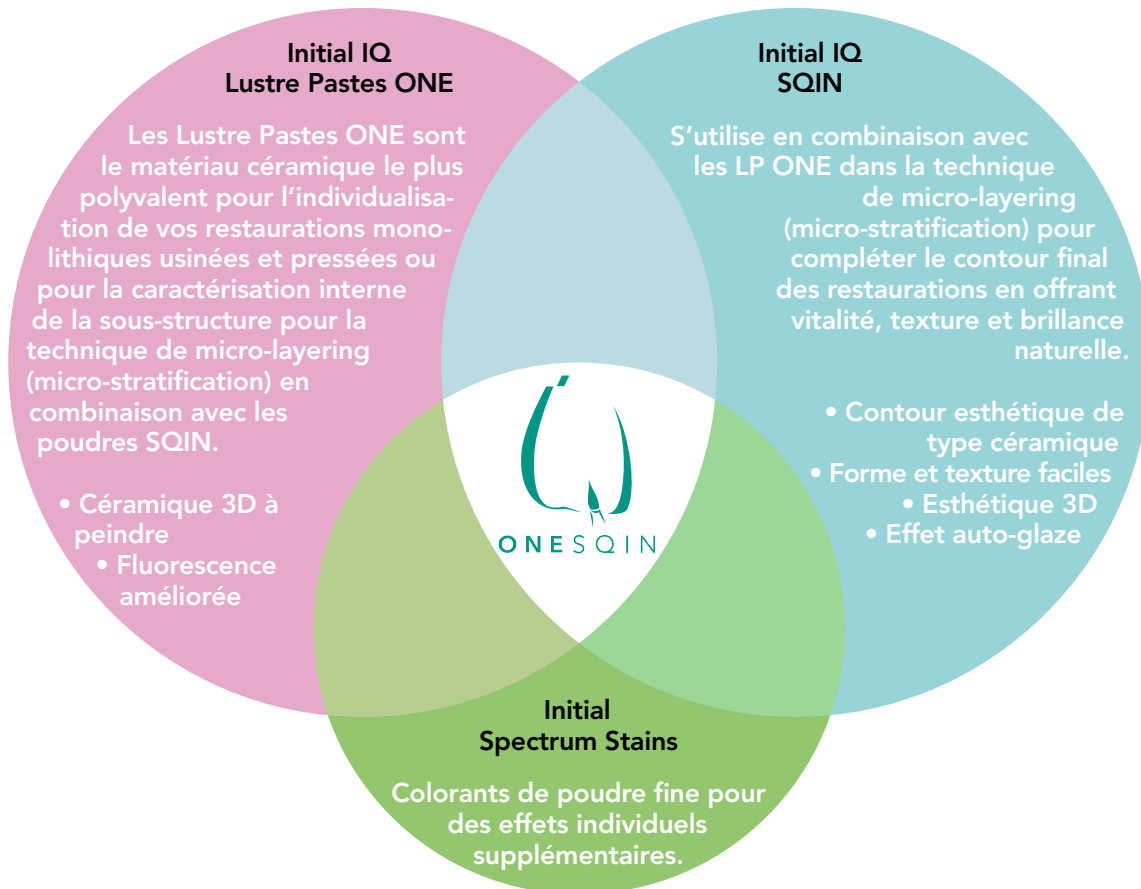 Initial IQ
Lustre Pastes ONE
Les Lustre Pastes ONE sont
le matériau céramique le plus
polyvalent pour l'individualisa-
tion de vos restaurations mono-
lithiques usinées et pressées ou
pour la caractérisation interne
de la sous-structure pour la
technique de micro-layering
(micro-stratification) en
combinaison avec les
poudres SQIN.
• Céramique 3D à
peindre
• Fluorescence
améliorée
Initial IQ
SQIN
S'utilise en combinaison avec
les LP ONE dans la technique
de micro-layering
(micro-stratification) pour
compléter le contour final
des restaurations en offrant
vitalité, texture et brillance
naturelle.
• Contour esthétique de
type céramique
• Forme et texture faciles
• Esthétique 3D
• Effet auto-glaze
ONESQIN
Initial
Spectrum Stains
Colorants de poudre fine pour
des effets individuels
supplémentaires.